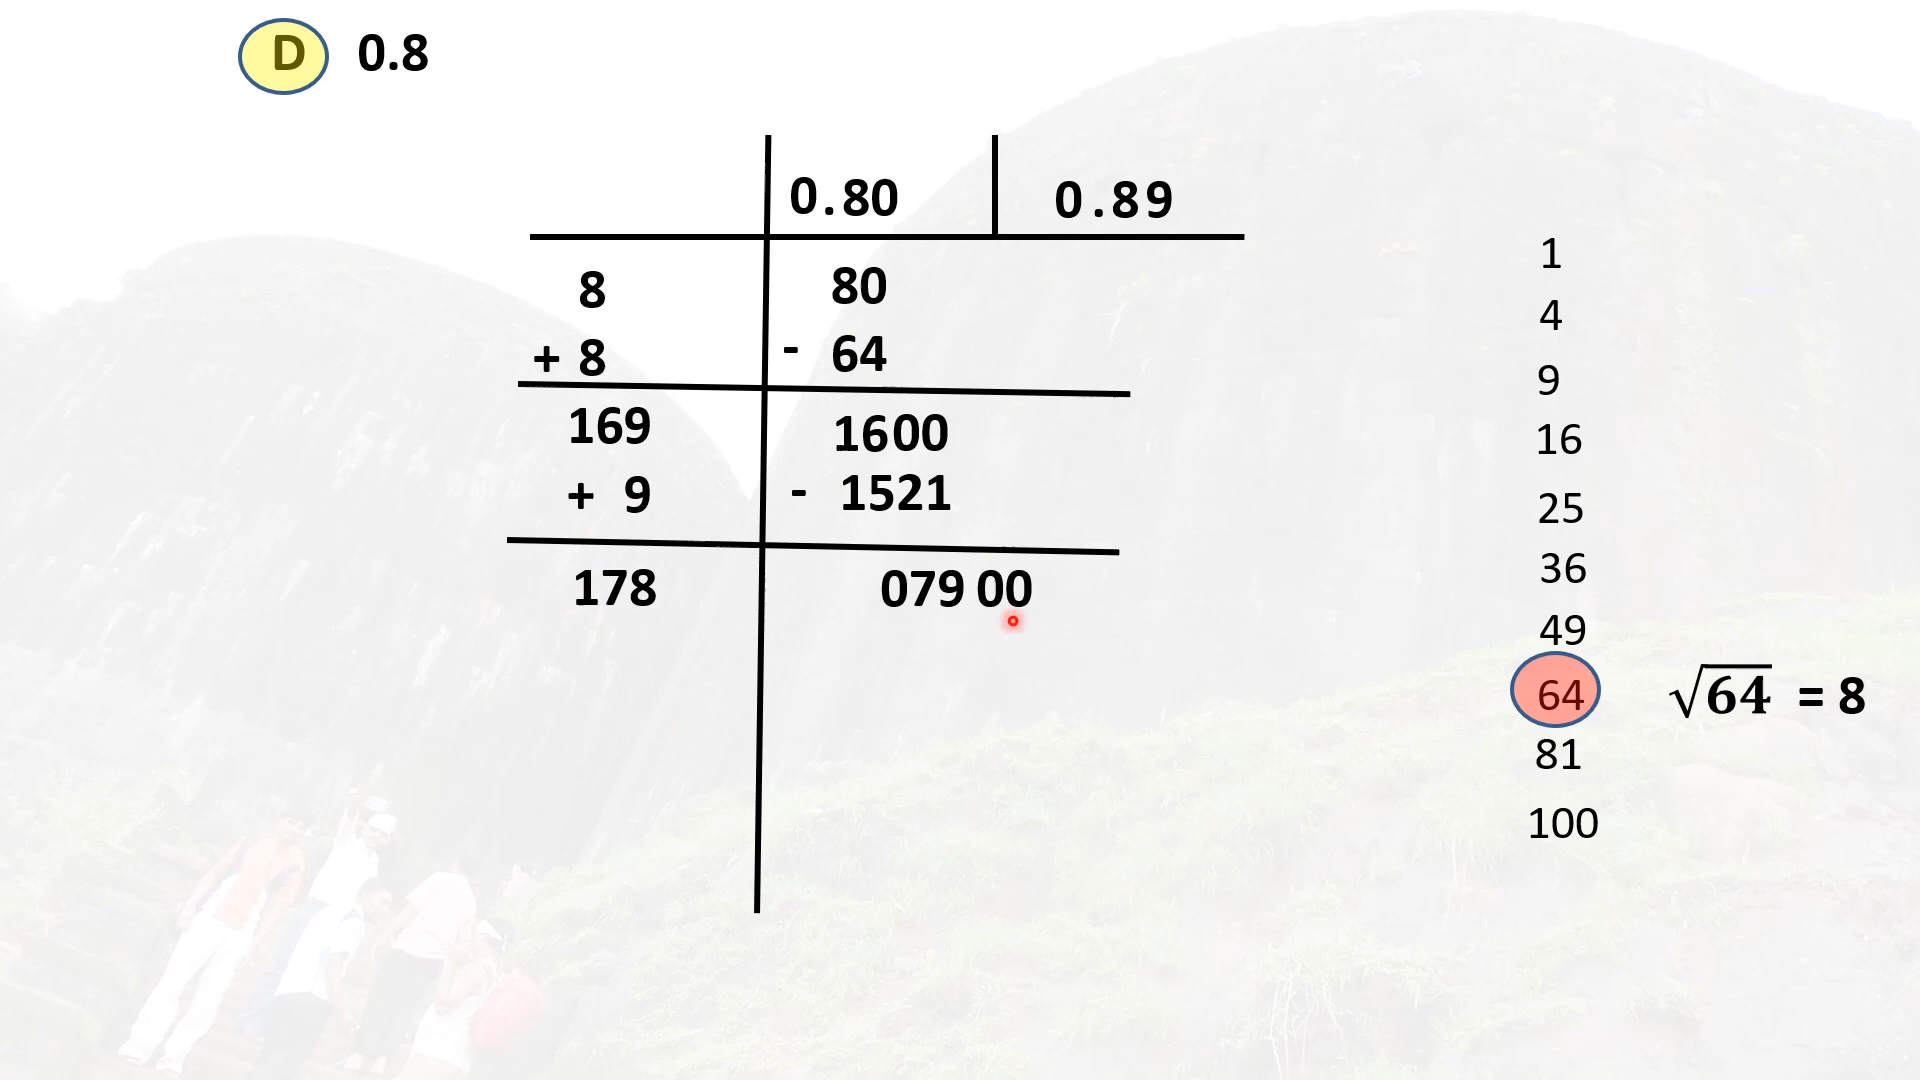 D 0.8
0.80 0.89
8 80
+ 8 - 64
169 1600
+ 9 - 1521
178 079 00
1
4
9
16
25
36
49
64 √64 = 8
81
100